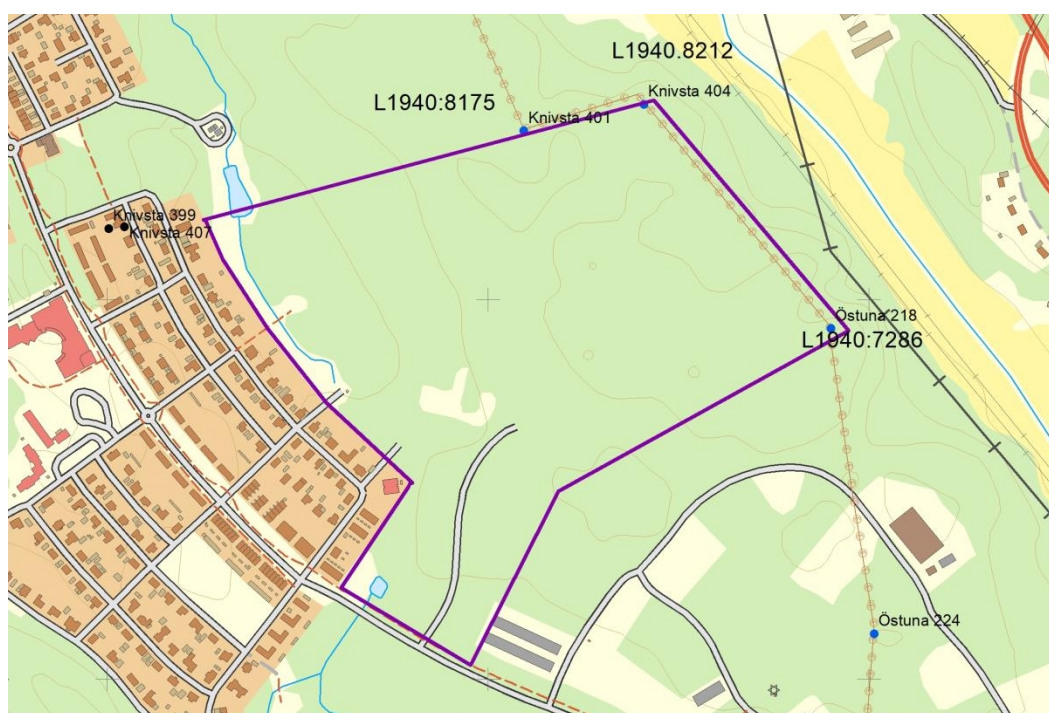 L1940.8212
Knivsta 404
L1940:8175
Knivsta 401
Knivsta 399
Knivsta 407
Östuna 218
L1940:7286
Östuna 224